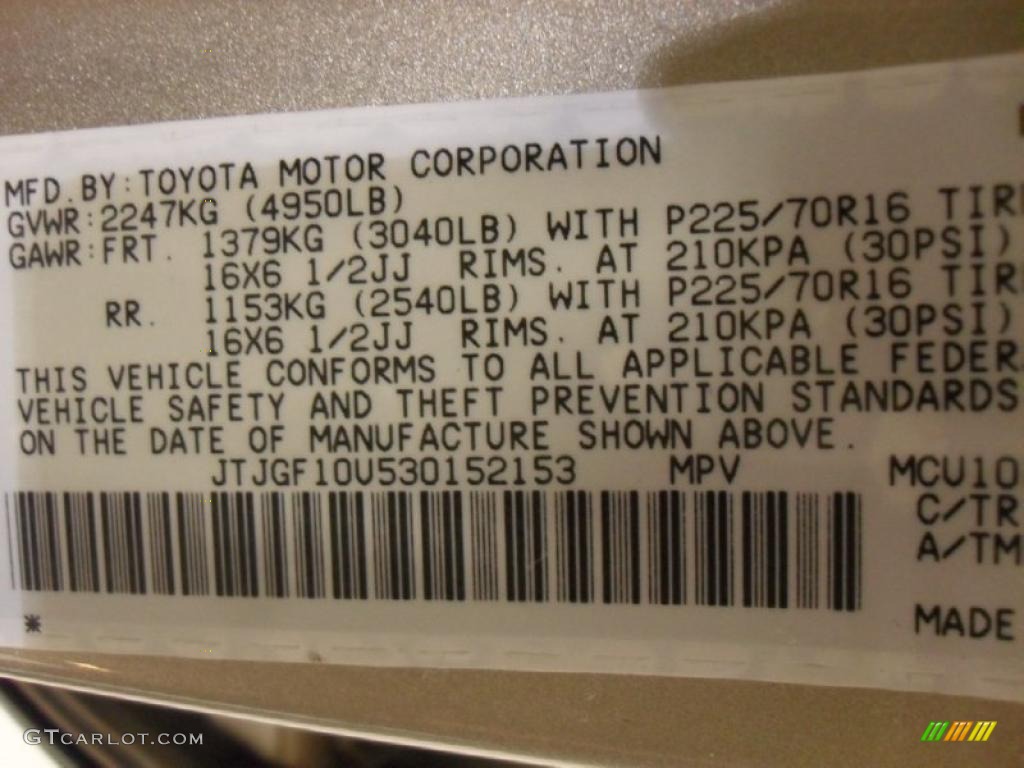 MFD. BY: TOYOTA MOTOR CORPORATION
GVWR: 2247KG (4950LB)
GAWR: FRT. 1379KG (3040LB) WITH P225/70R16 TIR
16X6 1/2JJ RIMS. AT 210KPA (30PSI)
RR. 1153KG (2540LB) WITH P225/70R16 TIR
16X6 1/2JJ RIMS. AT 210KPA (30PSI)
THIS VEHICLE CONFORMS TO ALL APPLICABLE FEDER
VEHICLE SAFETY AND THEFT PREVENTION STANDARDS
ON THE DATE OF MANUFACTURE SHOWN ABOVE.
JTJGF10U530152153 MPV MCU10
C/TR
A/TM
* MADE
GTCARLOT.COM